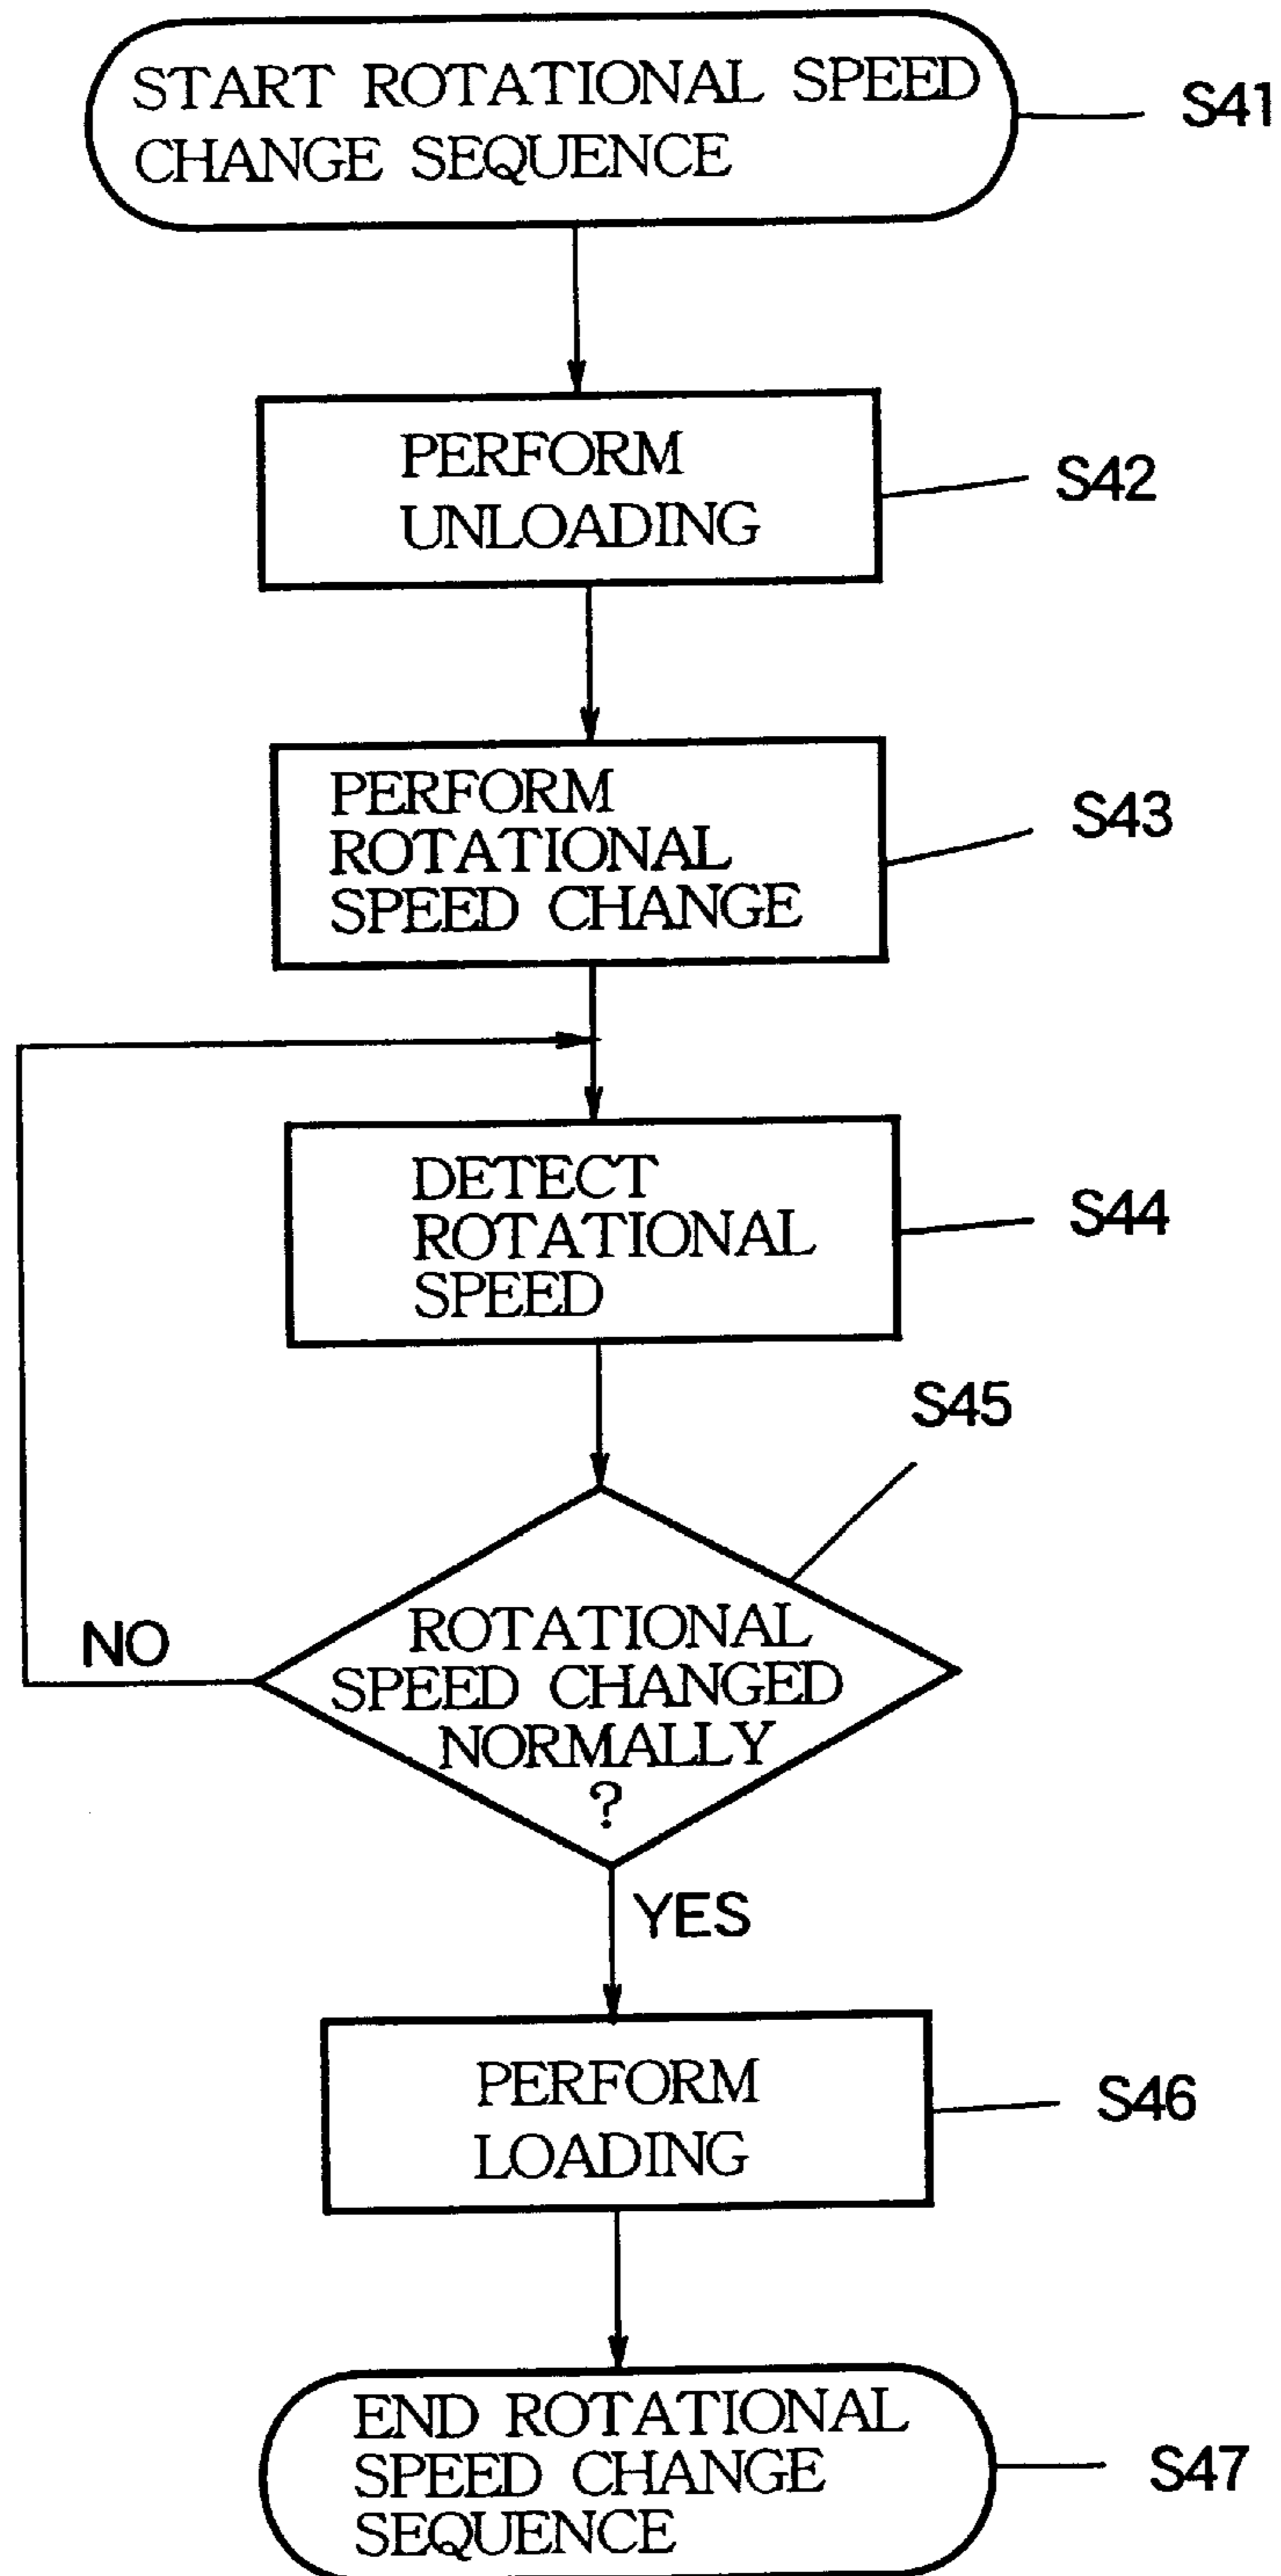 START ROTATIONAL SPEED
CHANGE SEQUENCE
S41
PERFORM
UNLOADING
S42
PERFORM
ROTATIONAL
SPEED CHANGE
S43
DETECT
ROTATIONAL
SPEED
S44
S45
ROTATIONAL
SPEED CHANGED
NORMALLY
?
NO
YES
PERFORM
LOADING
S46
END ROTATIONAL
SPEED CHANGE
SEQUENCE
S47